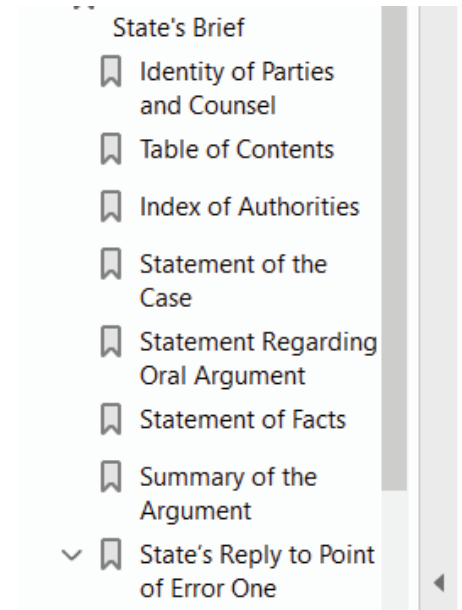 State's Brief
Identity of Parties
and Counsel
Table of Contents
Index of Authorities
Statement of the
Case
Statement Regarding
Oral Argument
Statement of Facts
Summary of the
Argument
State’s Reply to Point
of Error One